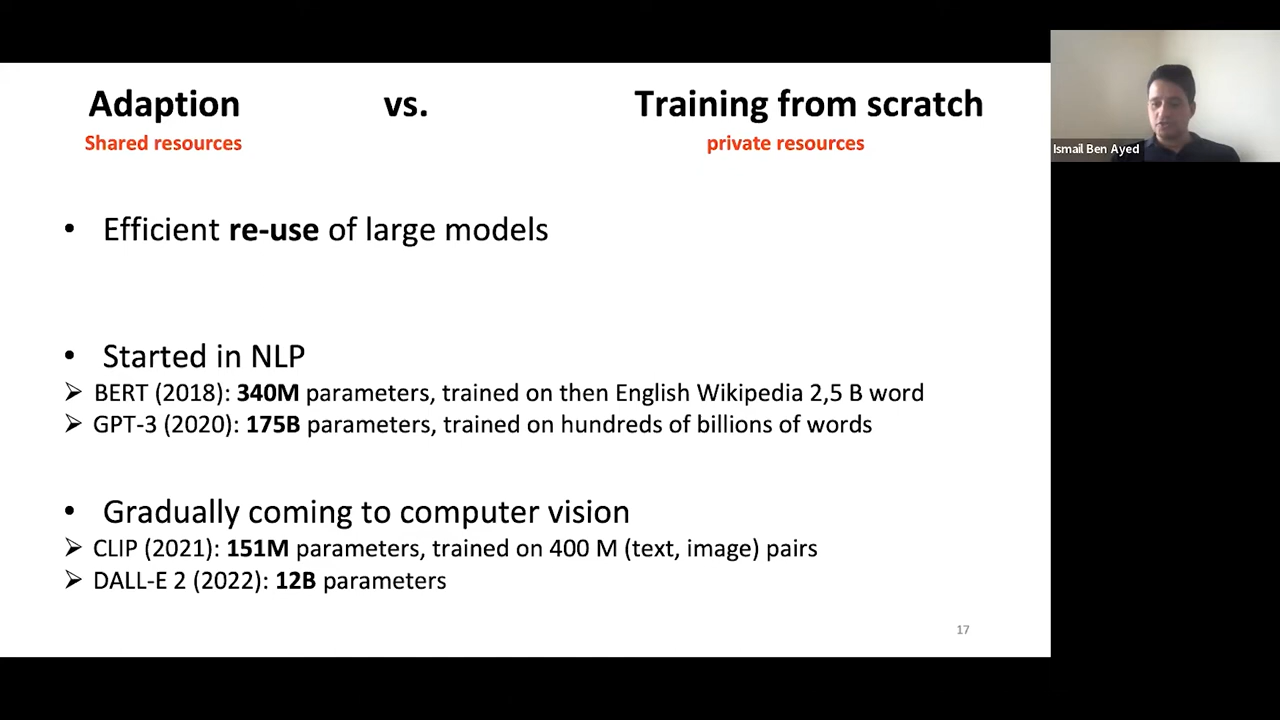 Adaption vs. Training from scratch
Shared resources private resources
Ismail Ben Ayed
• Efficient re-use of large models
• Started in NLP
➢ BERT (2018): 340M parameters, trained on then English Wikipedia 2,5 B word
➢ GPT-3 (2020): 175B parameters, trained on hundreds of billions of words
• Gradually coming to computer vision
➢ CLIP (2021): 151M parameters, trained on 400 M (text, image) pairs
➢ DALL-E 2 (2022): 12B parameters
17